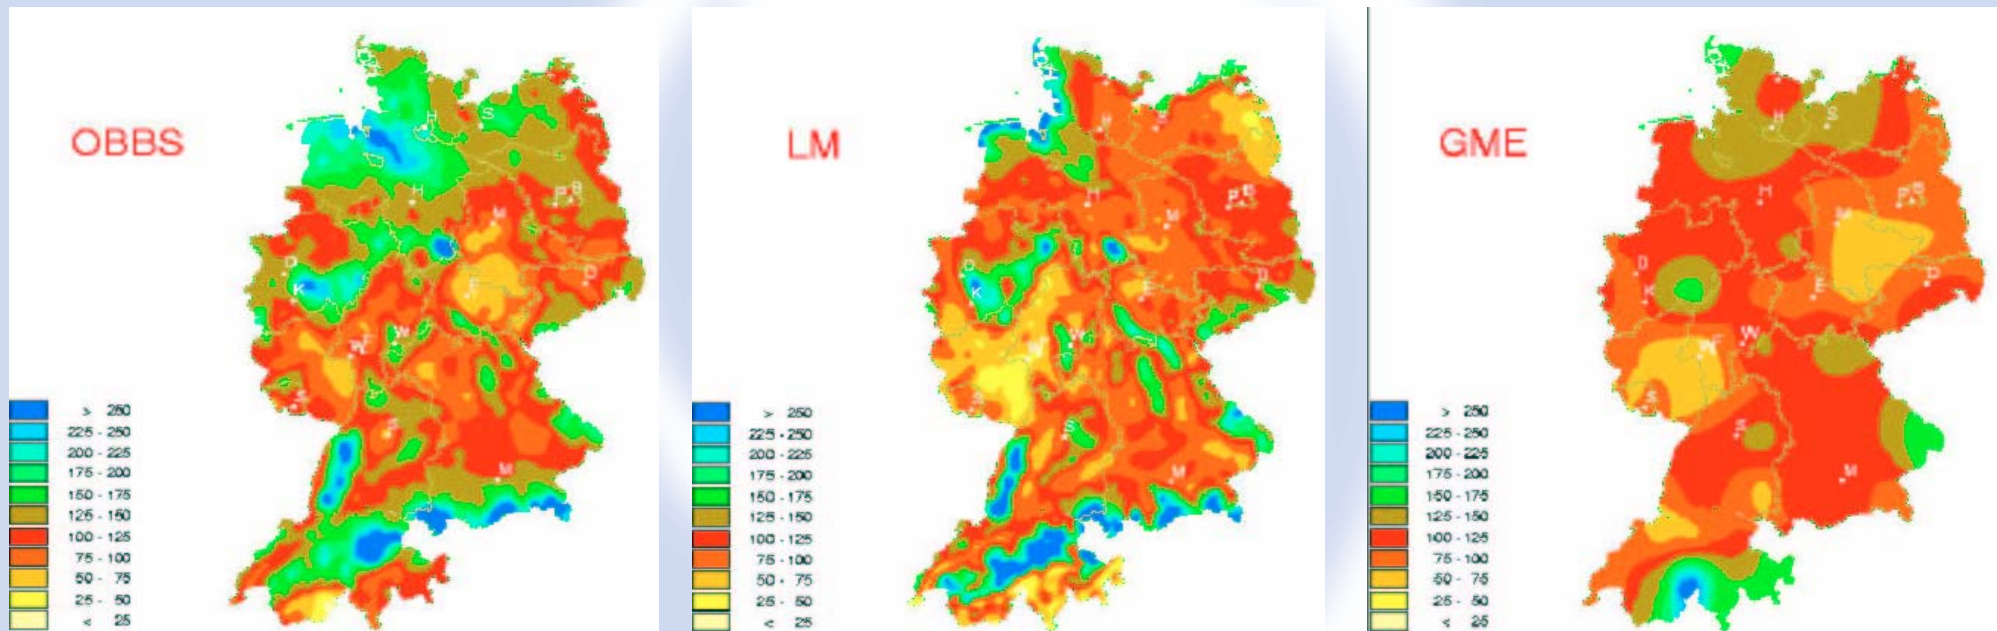 OBBS
H
S
H
P B
M
D
K
E
D
W
F
W
S
S
M
> 250
225 - 250
200 - 225
175 - 200
150 - 175
125 - 150
100 - 125
75 - 100
50 - 75
25 - 50
< 25
LM
H
S
H
P B
M
D
K
E
D
W
W
S
S
M
> 250
225 - 250
200 - 225
175 - 200
150 - 175
125 - 150
100 - 125
75 - 100
50 - 75
25 - 50
< 25
GME
H
S
H
P B
M
D
K
E
D
W
F
W
S
S
M
> 250
225 - 250
200 - 225
175 - 200
150 - 175
125 - 150
100 - 125
75 - 100
50 - 75
25 - 50
< 25